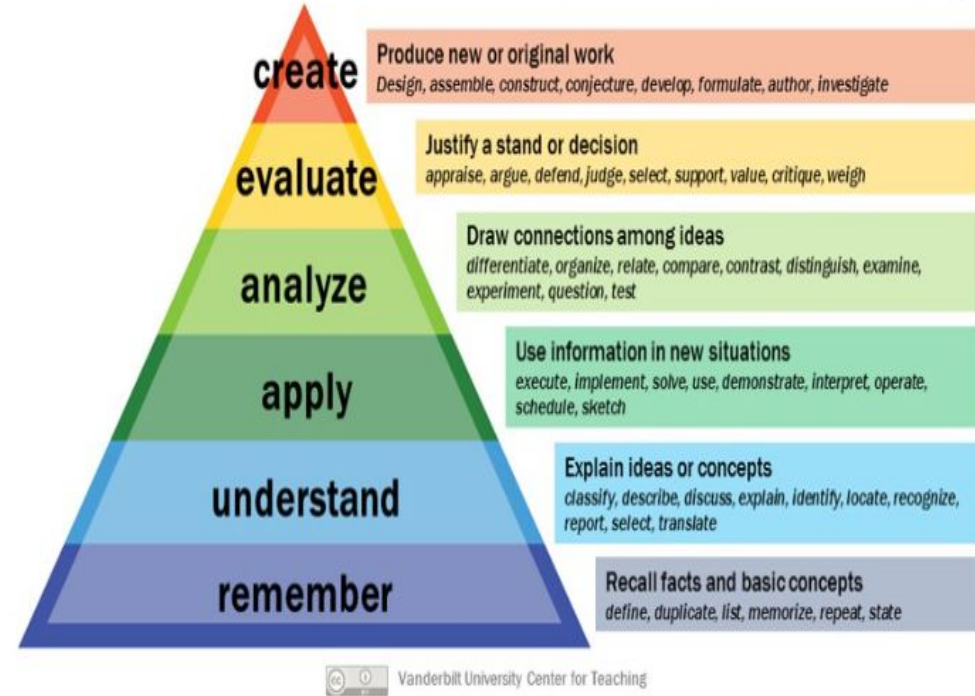 create
Produce new or original work
Design, assemble, construct, conjecture, develop, formulate, author, investigate
evaluate
Justify a stand or decision
appraise, argue, defend, judge, select, support, value, critique, weigh
analyze
Draw connections among ideas
differentiate, organize, relate, compare, contrast, distinguish, examine,
experiment, question, test
apply
Use information in new situations
execute, implement, solve, use, demonstrate, interpret, operate,
schedule, sketch
understand
Explain ideas or concepts
classify, describe, discuss, explain, identify, locate, recognize,
report, select, translate
remember
Recall facts and basic concepts
define, duplicate, list, memorize, repeat, state
cc
Vanderbilt University Center for Teaching